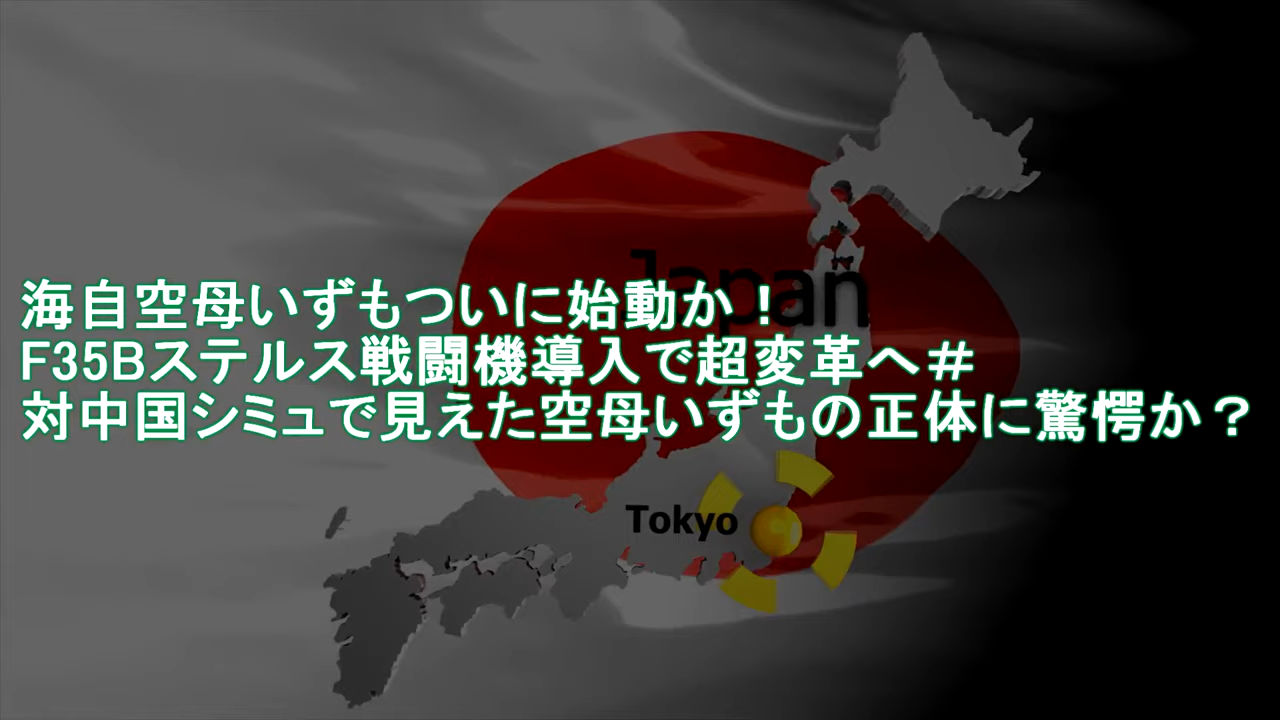 海自空母いずもついに始動か！
F35Bステルス戦闘機導入で超変革へ＃
対中国シミュで見えた空母いずもの正体に驚愕か？
Japan
Tokyo